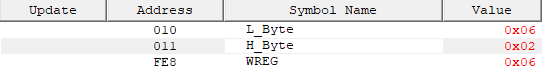 Update Address Symbol Name Value
010 L_Byte 0x06
011 H_Byte 0x02
FE8 WREG 0x06